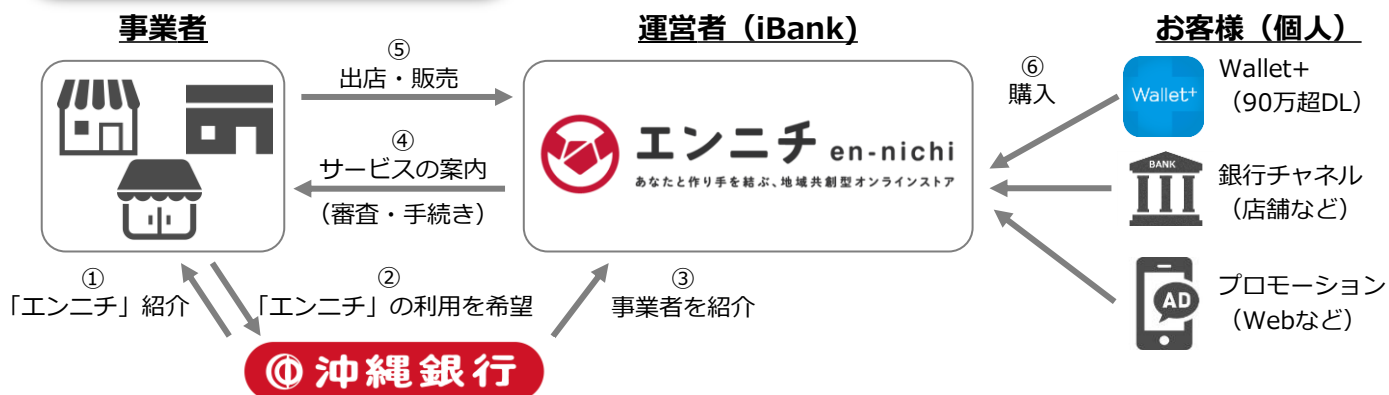 事業者
運営者（iBank)
お客様（個人）
⑤
出店・販売
④
サービスの案内
（審査・手続き）
エンニチ en-nichi
あなたと作り手を結ぶ、地域共創型オンラインストア
⑥
購入
Wallet+
Wallet+
（90万超DL）
BANK
銀行チャネル
（店舗など）
AD
プロモーション
（Webなど）
①
「エンニチ」紹介
②
「エンニチ」の利用を希望
③
事業者を紹介
沖縄銀行